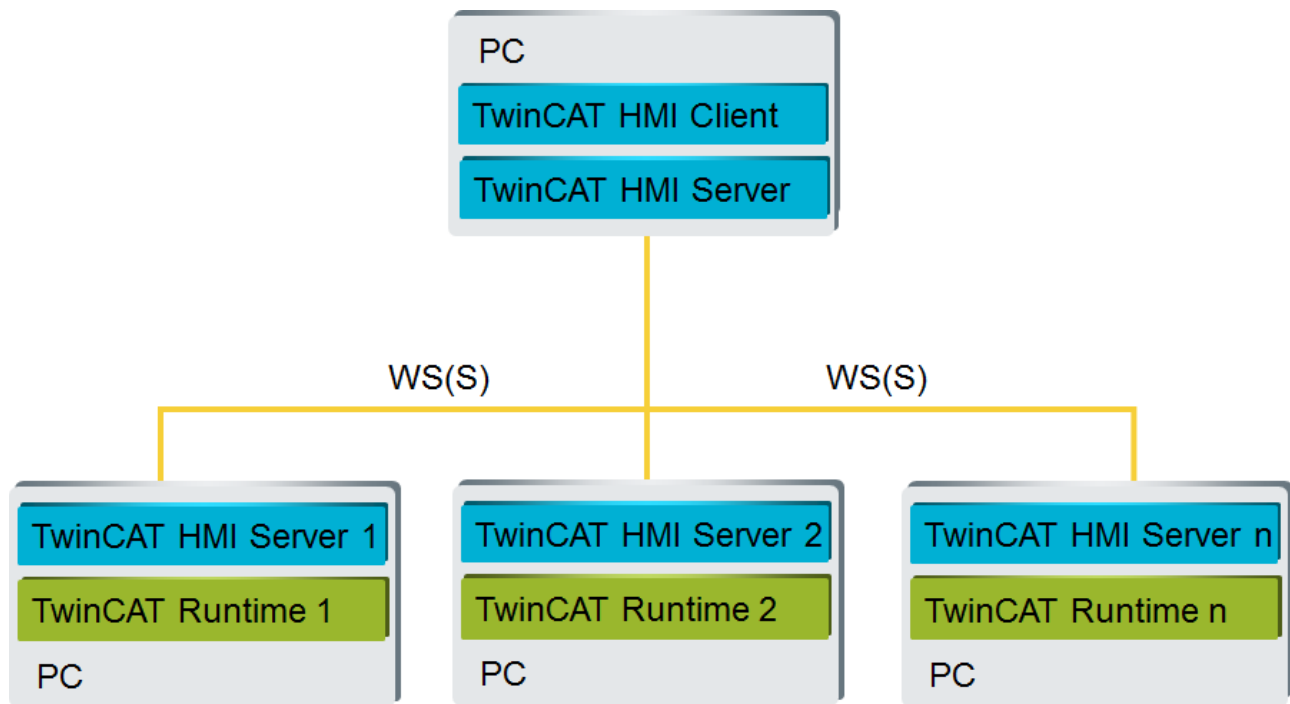 PC
TwinCAT HMI Client
TwinCAT HMI Server
WS(S)
WS(S)
TwinCAT HMI Server 1
TwinCAT Runtime 1
PC
TwinCAT HMI Server 2
TwinCAT Runtime 2
PC
TwinCAT HMI Server n
TwinCAT Runtime n
PC